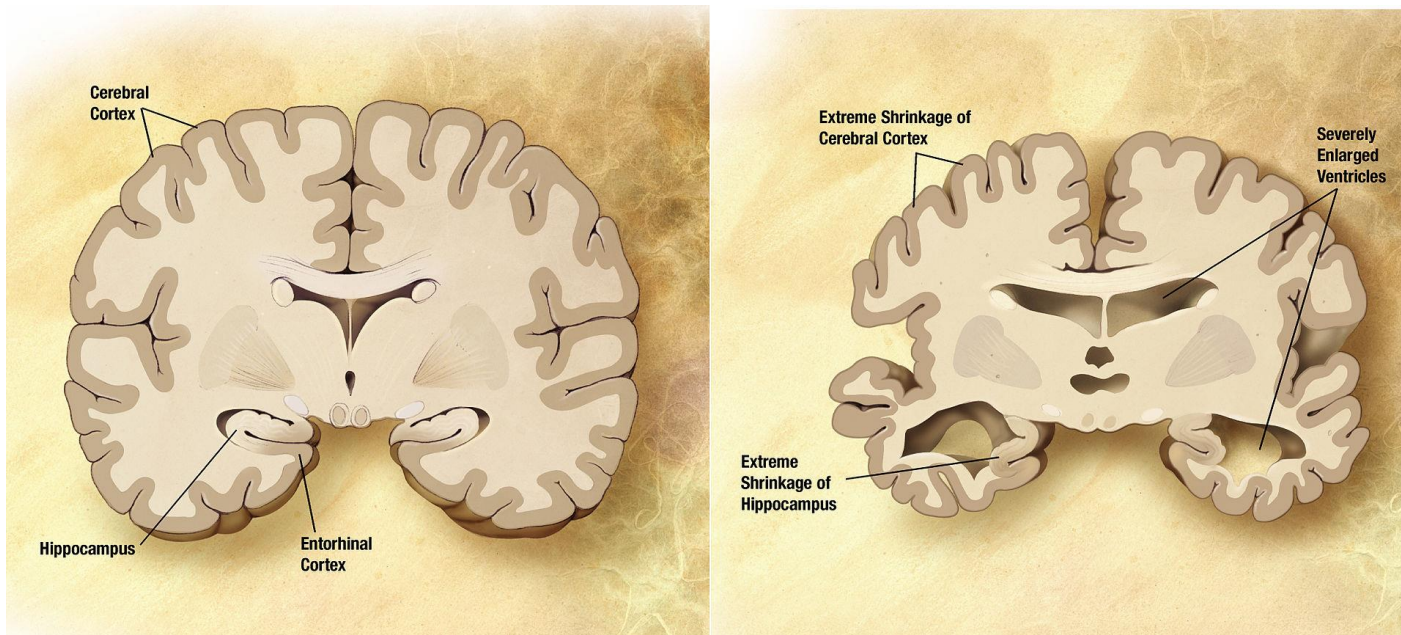 Cerebral
Cortex
Hippocampus
Entorhinal
Cortex
Extreme Shrinkage of
Cerebral Cortex
Severely
Enlarged
Ventricles
Extreme
Shrinkage of
Hippocampus